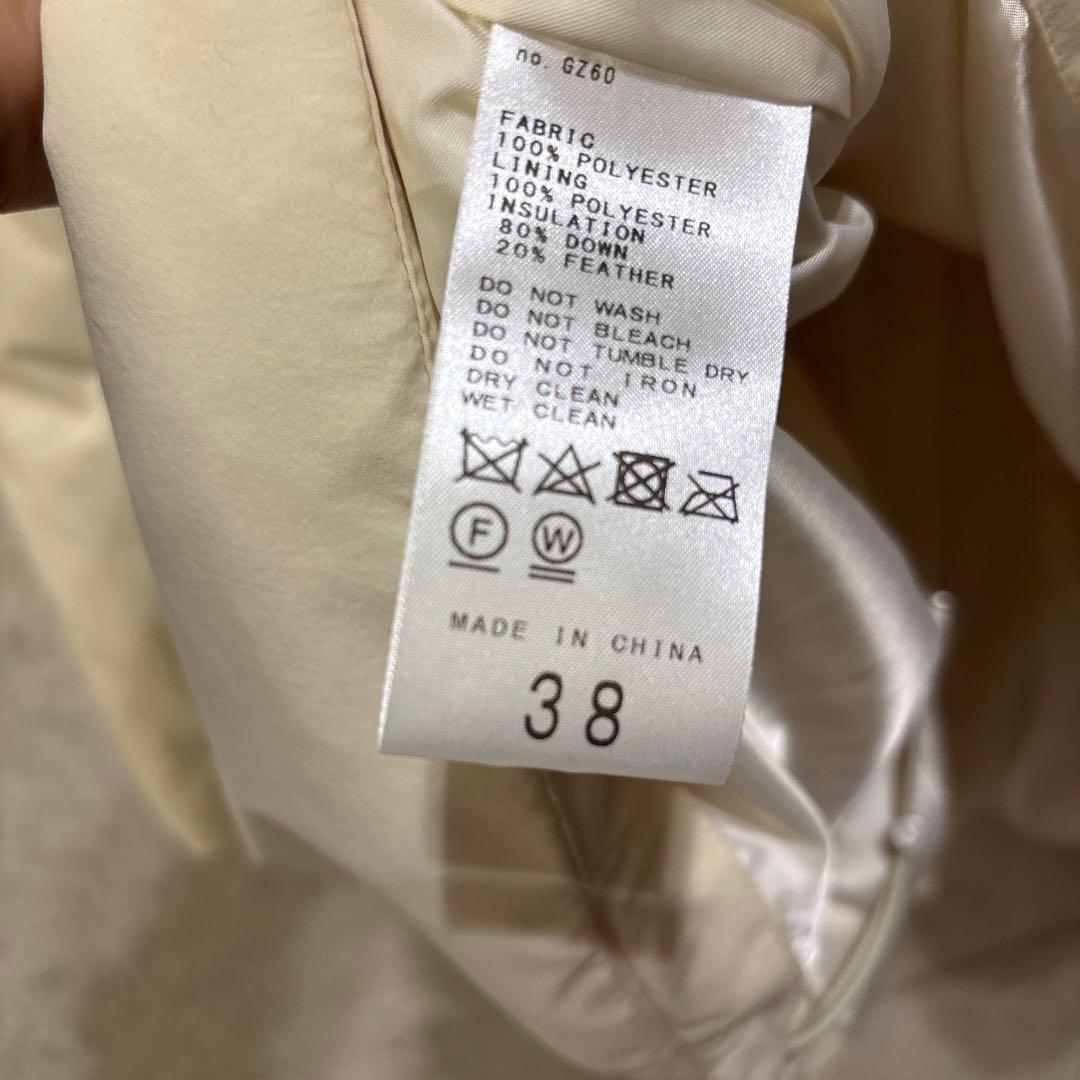 no. GZ60
FABRIC
100% POLYESTER
LINING
100% POLYESTER
INSULATION
80% DOWN
20% FEATHER
DO NOT WASH
DO NOT BLEACH
DO NOT TUMBLE DRY
DO NOT IRON
DRY CLEAN
WET CLEAN
F W
MADE IN CHINA
38